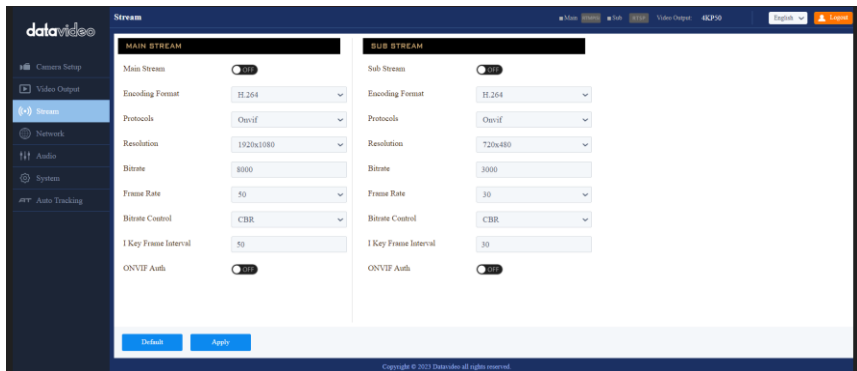 datavideo
Stream
Main
Sub
Video Output: 4KP50
English
Logout
Camera Setup
Video Output
Stream
Network
Audio
System
Auto Tracking
MAIN STREAM
Main Stream OFF
Encoding Format H.264
Protocols Onvif
Resolution 1920x1080
Bitrate 8000
Frame Rate 50
Bitrate Control CBR
I Key Frame Interval 50
ONVIF Auth OFF
SUB STREAM
Sub Stream OFF
Encoding Format H.264
Protocols Onvif
Resolution 720x480
Bitrate 3000
Frame Rate 30
Bitrate Control CBR
I Key Frame Interval 30
ONVIF Auth OFF
Default
Apply
Copyright © 2023 Datavideo all rights reserved.